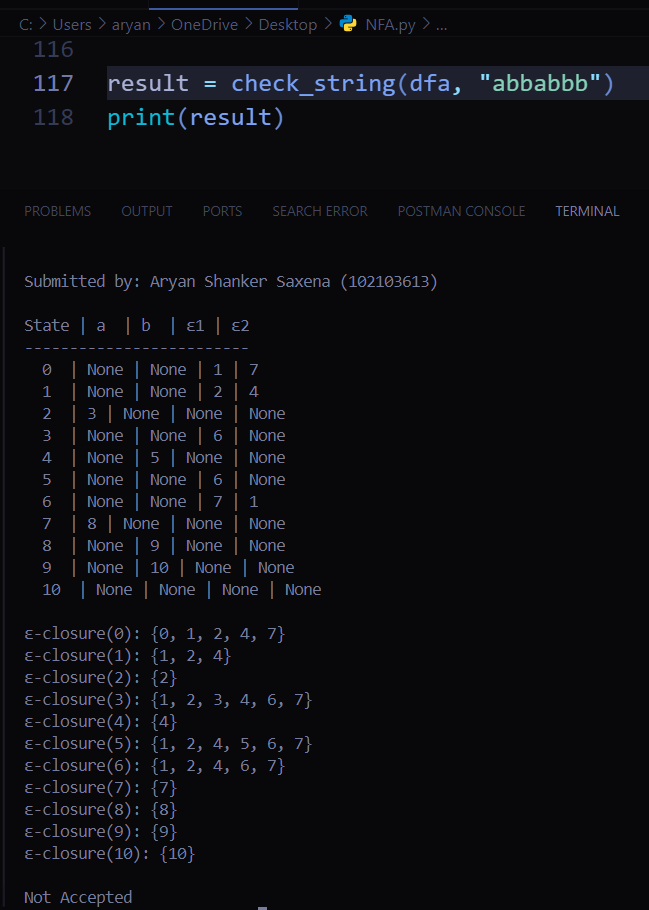 C: > Users > aryan > OneDrive > Desktop > NFA.py > ...
116
117 result = check_string(dfa, "abbabbb")
118 print(result)
PROBLEMS OUTPUT PORTS SEARCH ERROR POSTMAN CONSOLE TERMINAL
Submitted by: Aryan Shanker Saxena (102103613)
State | a | b | ε1 | ε2
-------------------------
0 | None | None | 1 | 7
1 | None | None | 2 | 4
2 | 3 | None | None | None
3 | None | None | 6 | None
4 | None | 5 | None | None
5 | None | None | 6 | None
6 | None | None | 7 | 1
7 | 8 | None | None | None
8 | None | 9 | None | None
9 | None | 10 | None | None
10 | None | None | None | None
ε-closure(0): {0, 1, 2, 4, 7}
ε-closure(1): {1, 2, 4}
ε-closure(2): {2}
ε-closure(3): {1, 2, 3, 4, 6, 7}
ε-closure(4): {4}
ε-closure(5): {1, 2, 4, 5, 6, 7}
ε-closure(6): {1, 2, 4, 6, 7}
ε-closure(7): {7}
ε-closure(8): {8}
ε-closure(9): {9}
ε-closure(10): {10}
Not Accepted